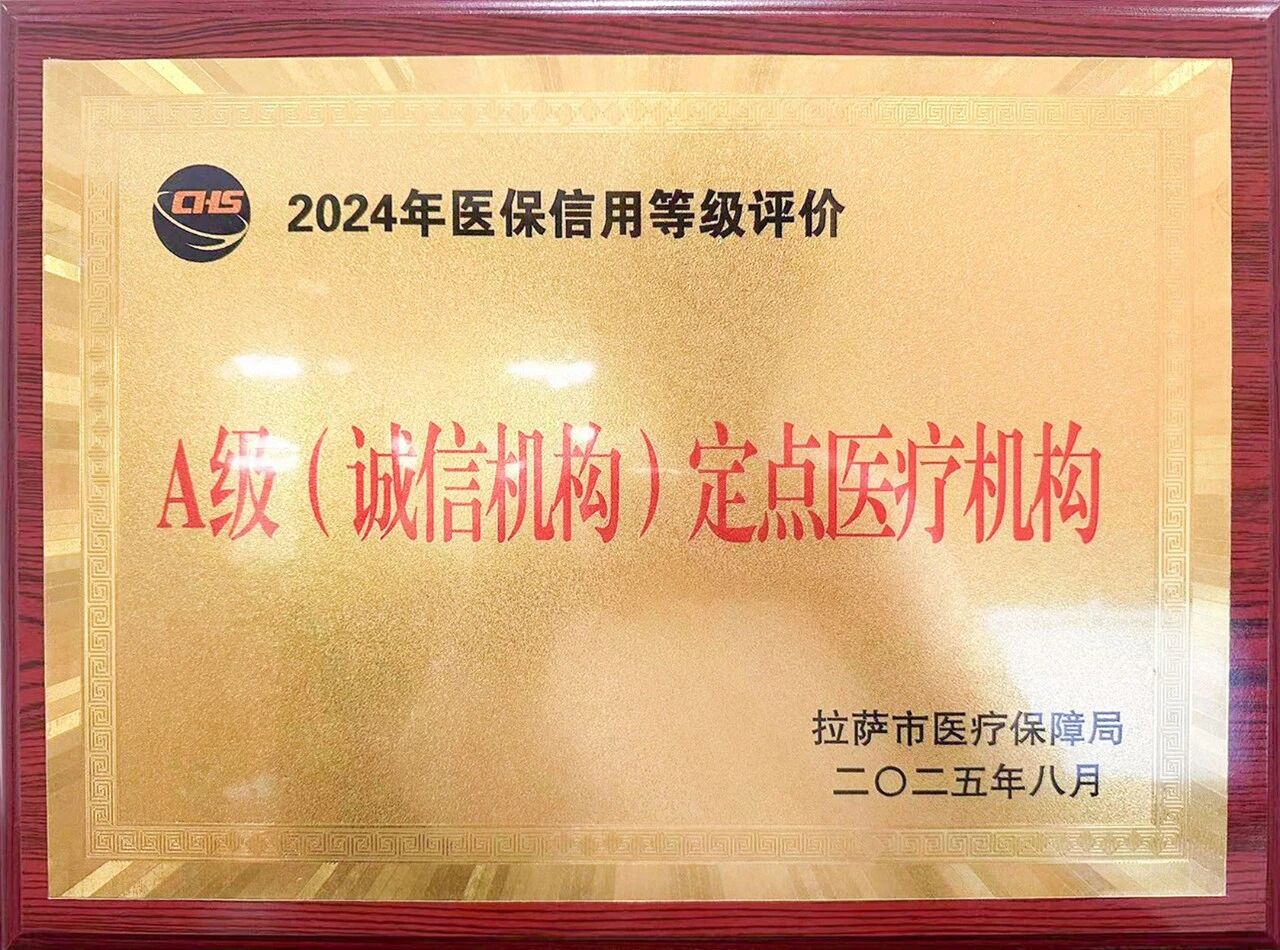 CHS
2024年医保信用等级评价
A级（诚信机构）定点医疗机构
拉萨市医疗保障局
二〇二五年八月